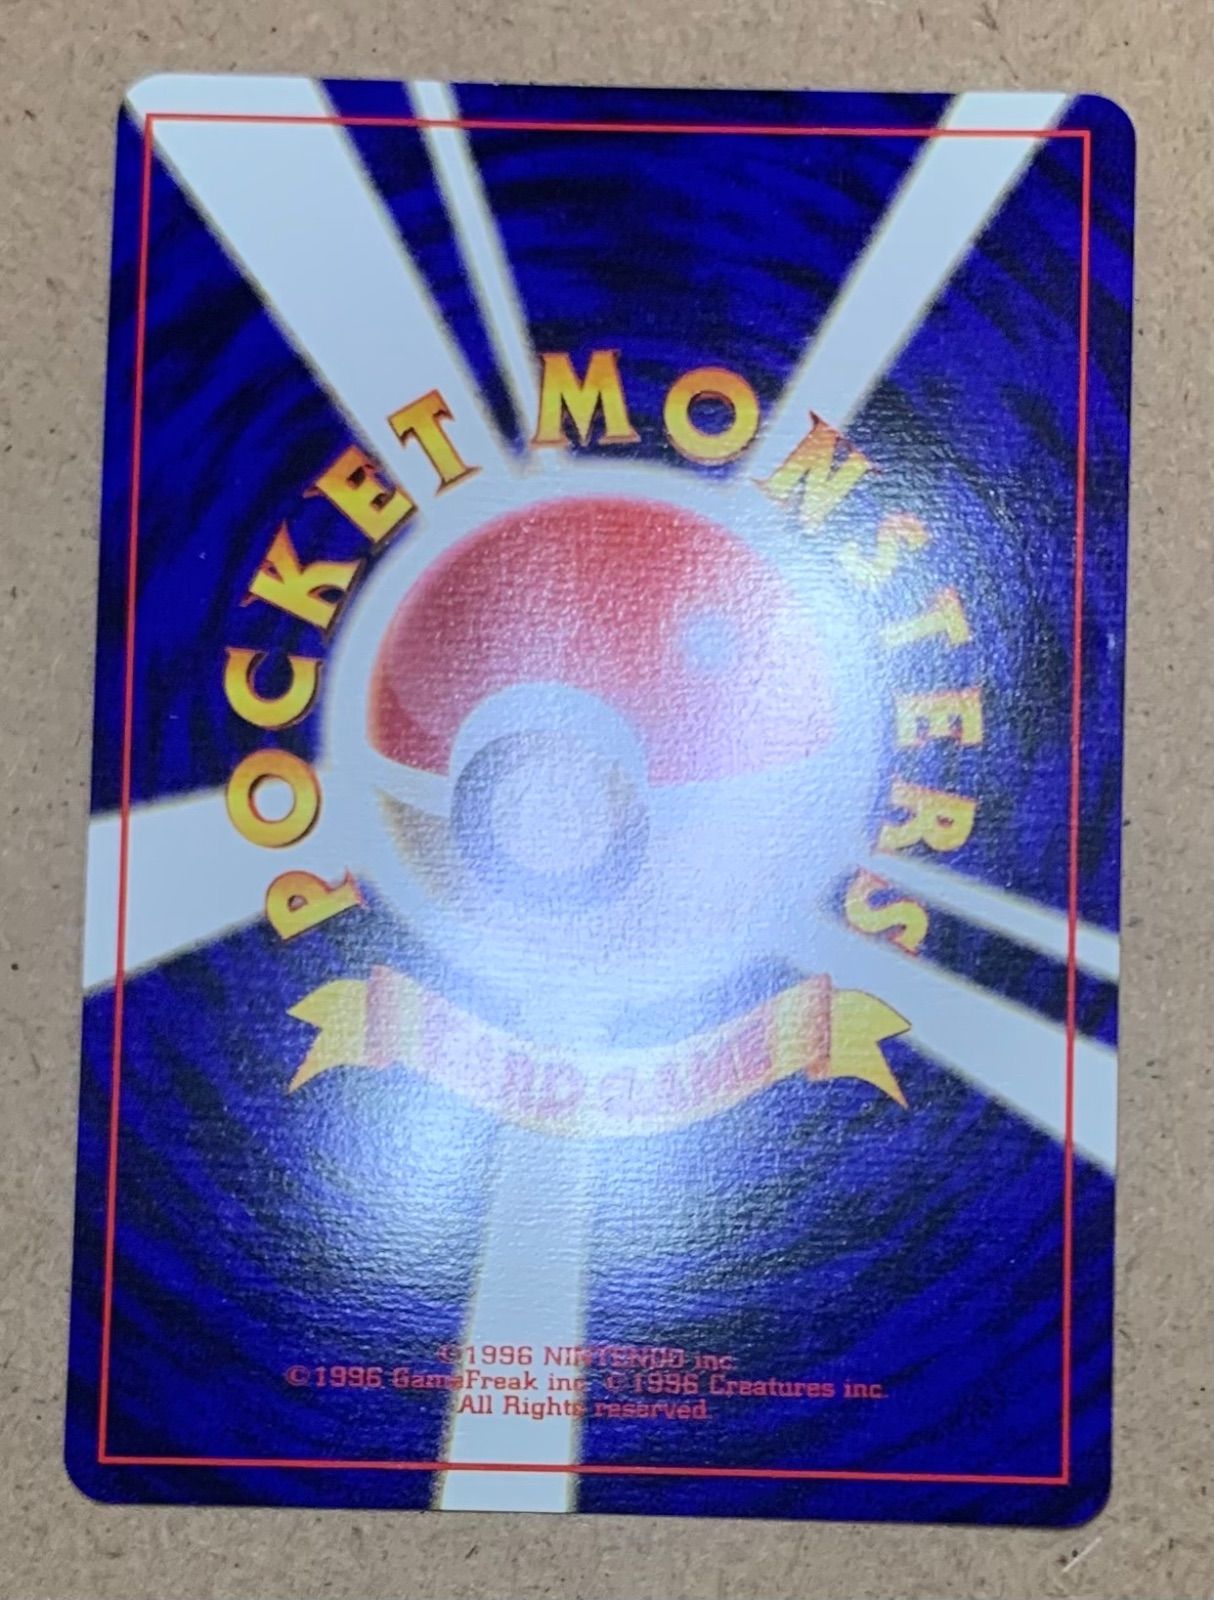 POCKET MONSTERS
CARD GAME
©1996 NINTENDO inc.
©1996 GameFreak inc. ©1996 Creatures inc.
All Rights reserved.